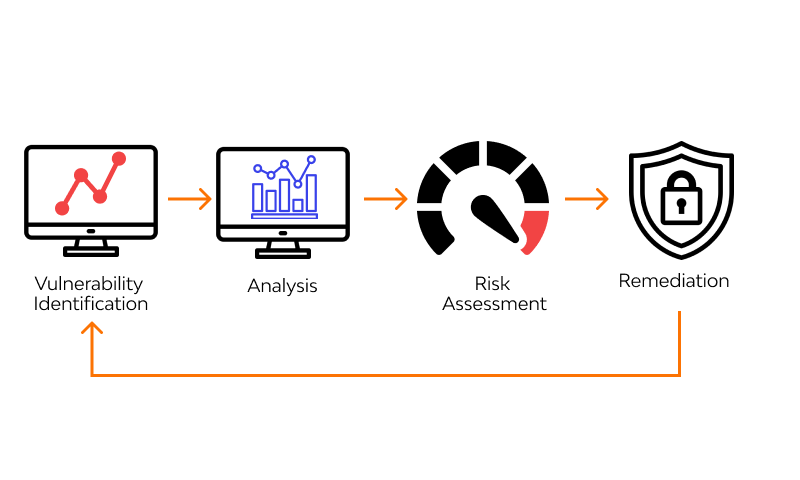 Vulnerability
Identification
Analysis
Risk
Assessment
Remediation